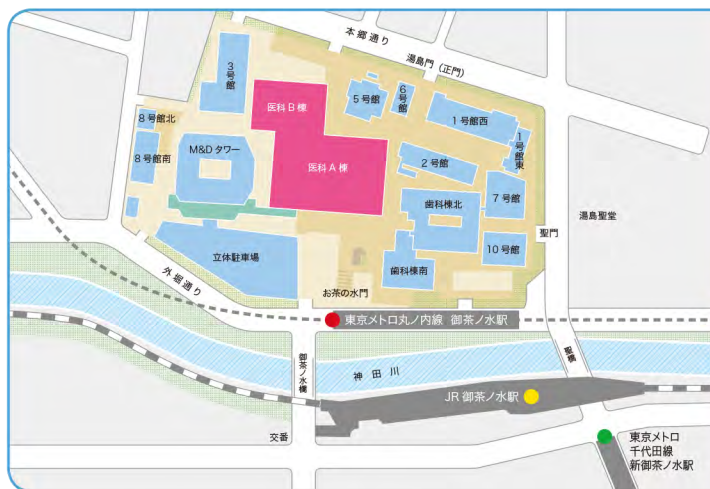 本郷通り
湯島門（正門）
3号館
5号館
6号館
医科B棟
1号館西
8号館北
M&Dタワー
1号館東
8号館南
医科A棟
2号館
7号館
歯科棟北
湯島聖堂
聖門
10号館
立体駐車場
歯科棟南
外堀通り
お茶の水門
東京メトロ丸ノ内線 御茶ノ水駅
御茶ノ水橋
神田川
聖橋
JR御茶ノ水駅
交番
東京メトロ
千代田線
新御茶ノ水駅